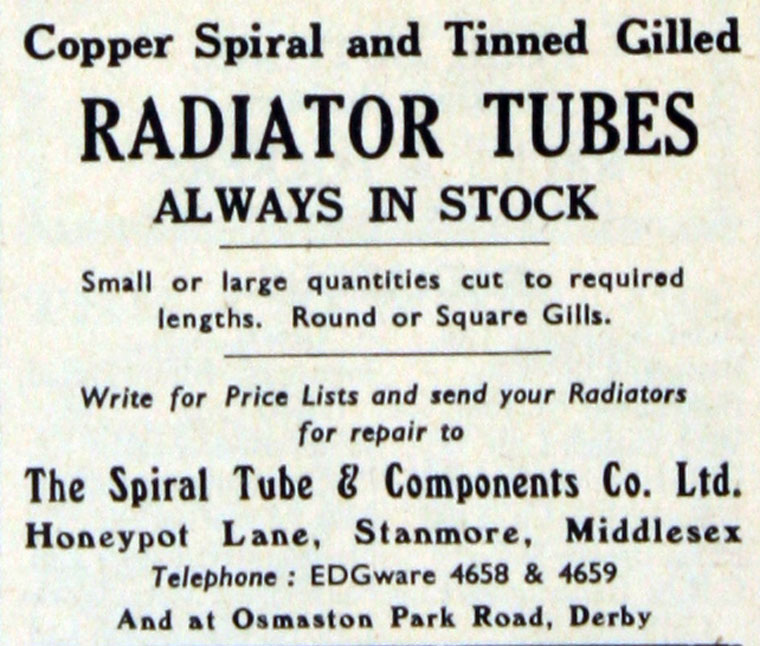 Copper Spiral and Tinned Gilled
RADIATOR TUBES
ALWAYS IN STOCK
Small or large quantities cut to required
lengths. Round or Square Gills.
Write for Price Lists and send your Radiators
for repair to
The Spiral Tube & Components Co. Ltd.
Honeypot Lane, Stanmore, Middlesex
Telephone : EDGware 4658 & 4659
And at Osmaston Park Road, Derby